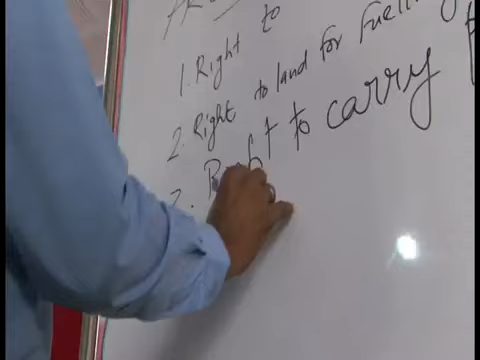 1. Right to
2. Right to land for Fuelling
3. Right to carry